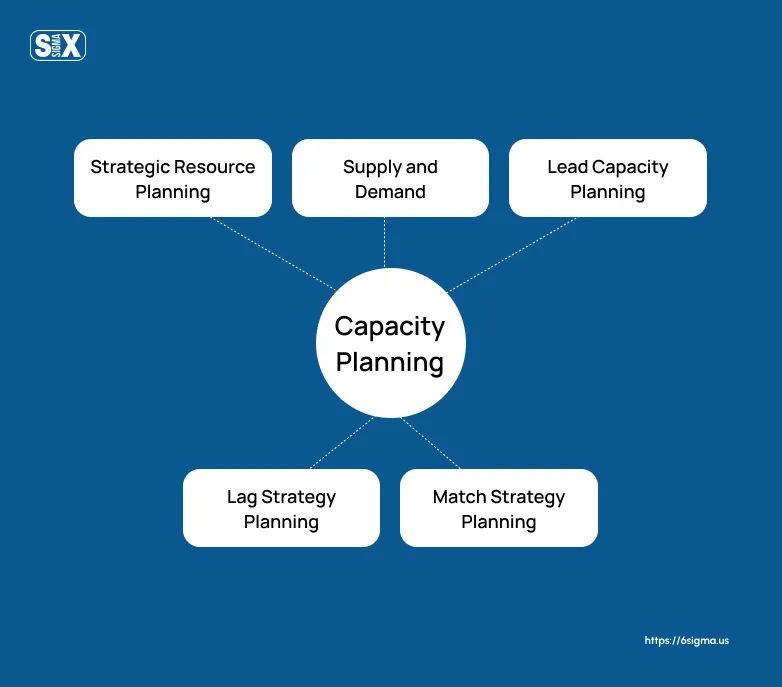 SIX
SIGMA
Strategic Resource
Planning
Supply and
Demand
Lead Capacity
Planning
Capacity
Planning
Lag Strategy
Planning
Match Strategy
Planning
https://6sigma.us